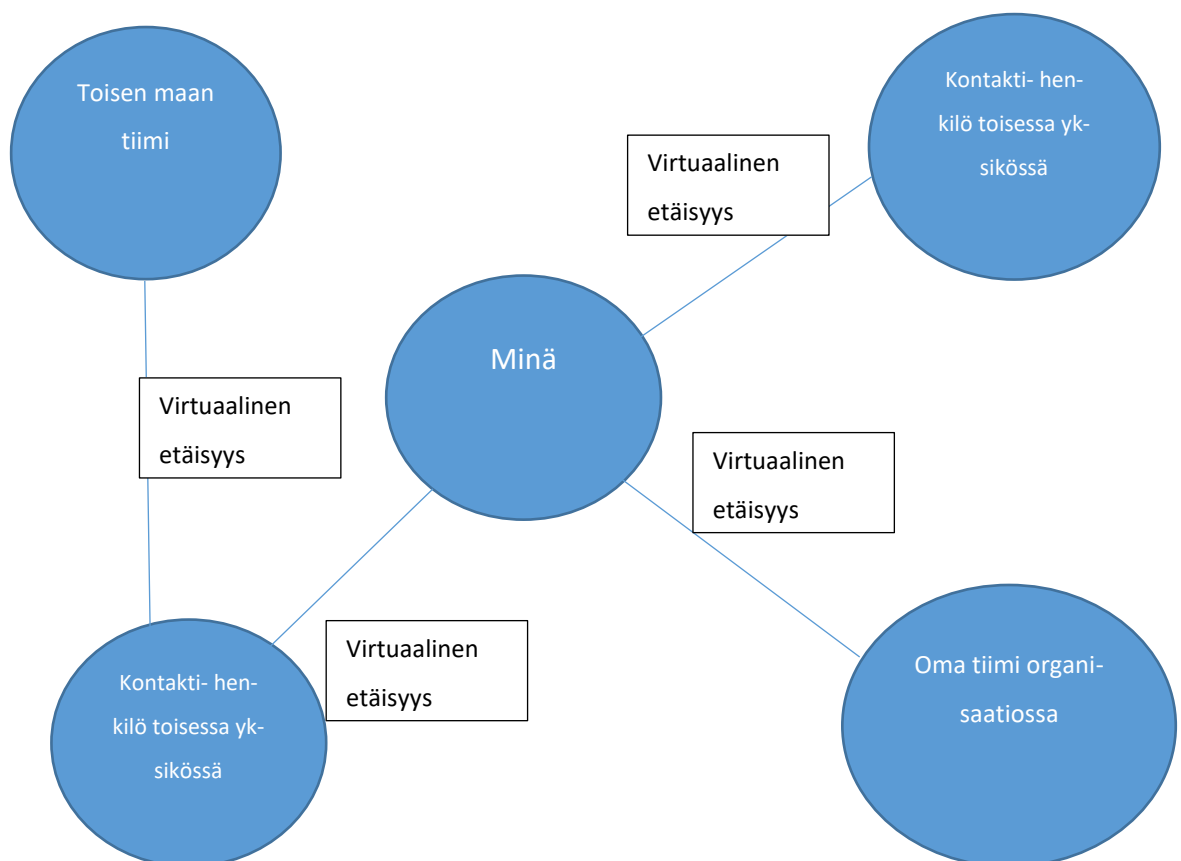 Toisen maan
tiimi
Kontakti- hen-
kilö toisessa yk-
sikössä
Virtuaalinen
etäisyys
Minä
Virtuaalinen
etäisyys
Virtuaalinen
etäisyys
Virtuaalinen
etäisyys
Kontakti- hen-
kilö toisessa yk-
sikössä
Oma tiimi organi-
saatiossa